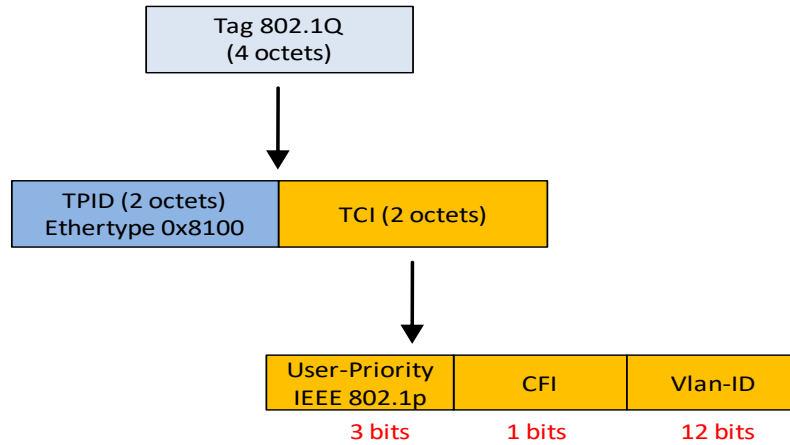 Tag 802.1Q
(4 octets)
TPID (2 octets)
Ethertype 0x8100
TCI (2 octets)
User-Priority
IEEE 802.1p
CFI
Vlan-ID
3 bits
1 bits
12 bits